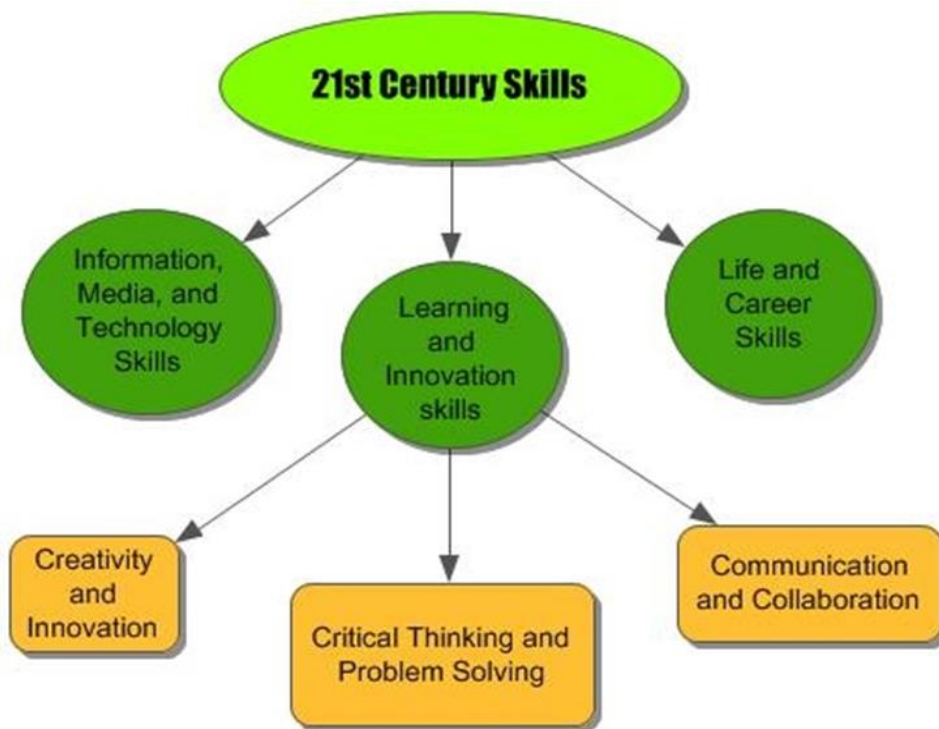 21st Century Skills
Information,
Media, and
Technology
Skills
Learning
and
Innovation
skills
Life and
Career
Skills
Creativity
and
Innovation
Critical Thinking and
Problem Solving
Communication
and Collaboration